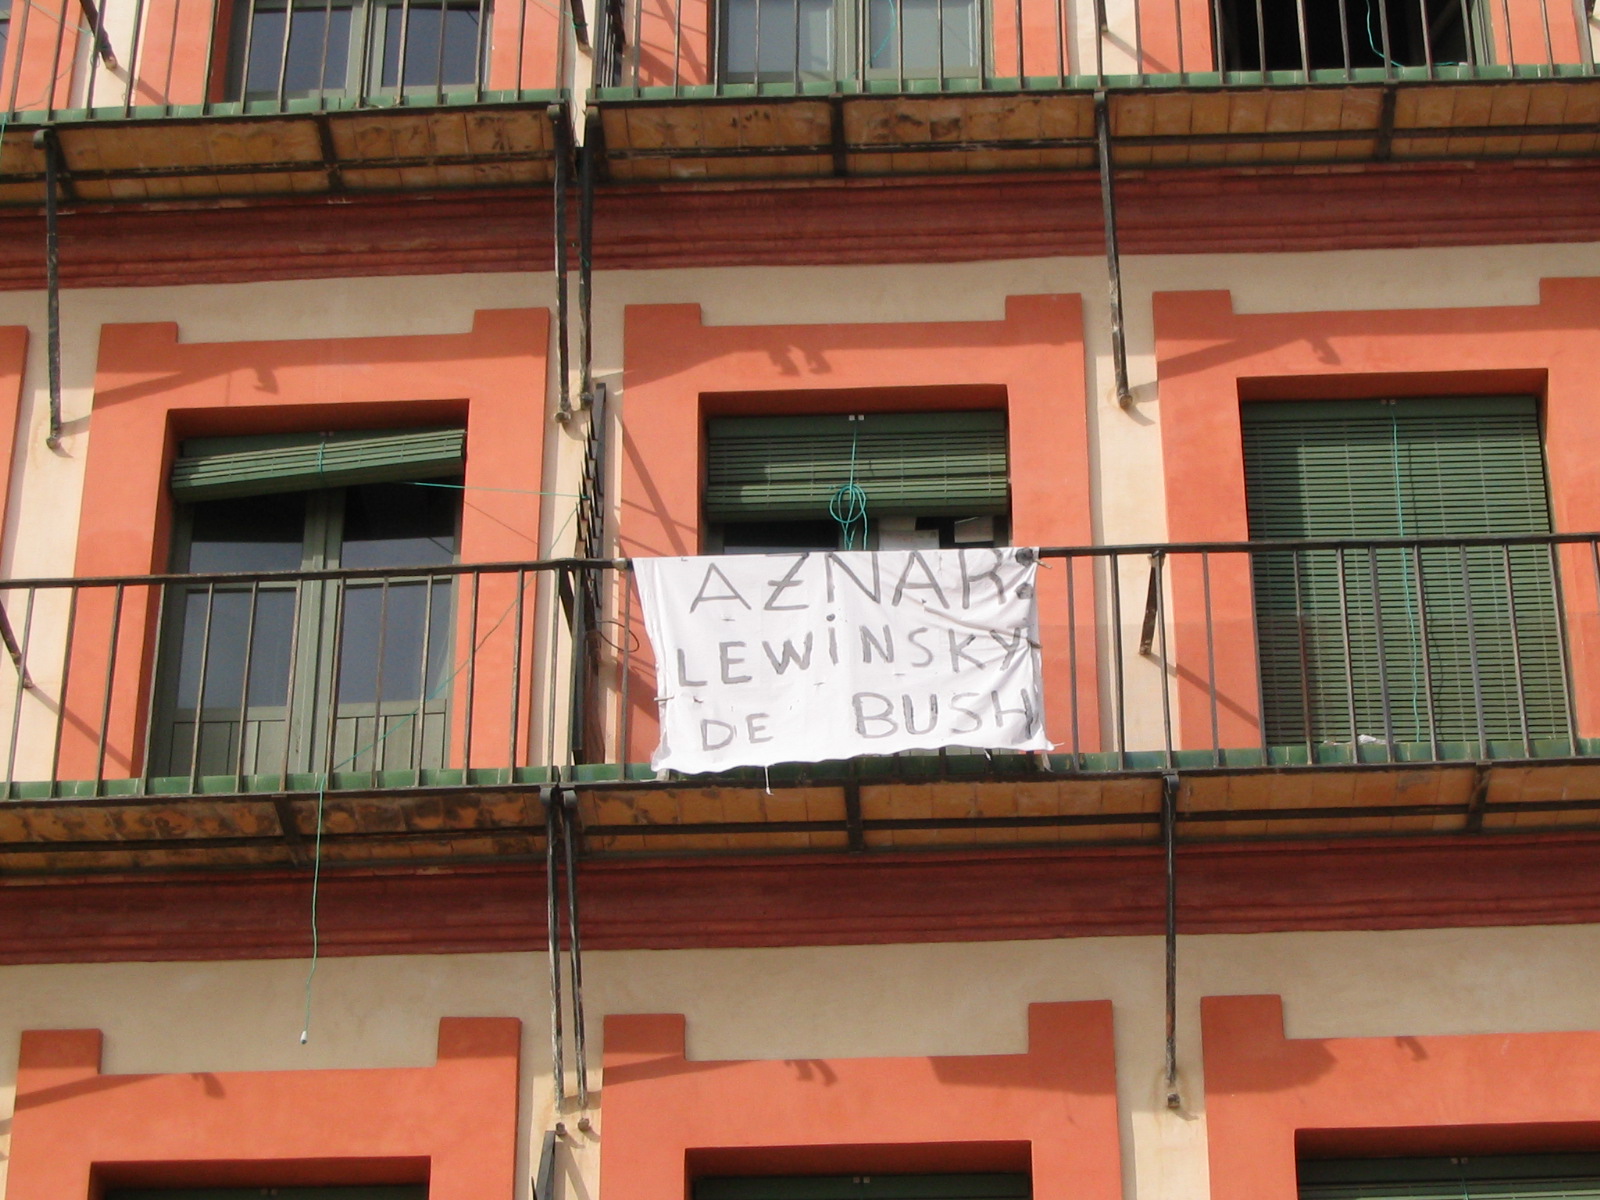 AZNAR:
LEWiNSKY
DE BUSH